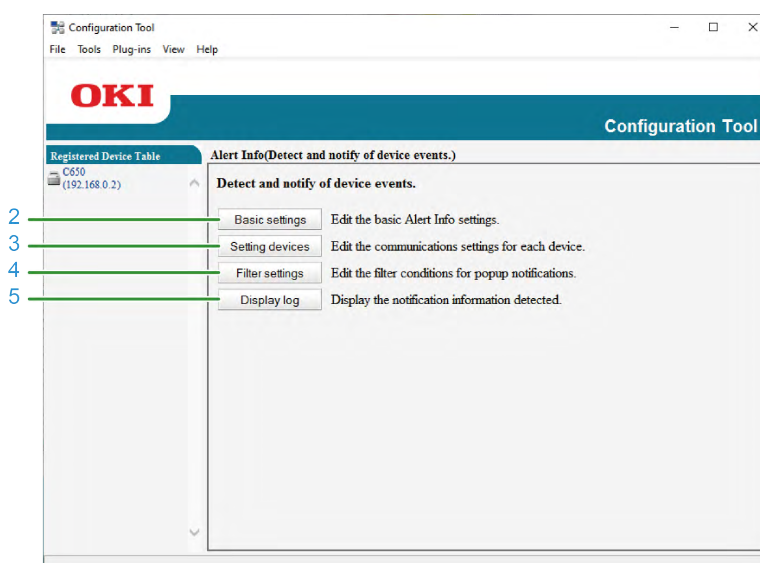 Configuration Tool
File Tools Plug-ins View Help
OKI
Configuration Tool
Registered Device Table
Alert Info(Detect and notify of device events.)
C650
(192.168.0.2)
Detect and notify of device events.
2 Basic settings Edit the basic Alert Info settings.
3 Setting devices Edit the communications settings for each device.
4 Filter settings Edit the filter conditions for popup notifications.
5 Display log Display the notification information detected.